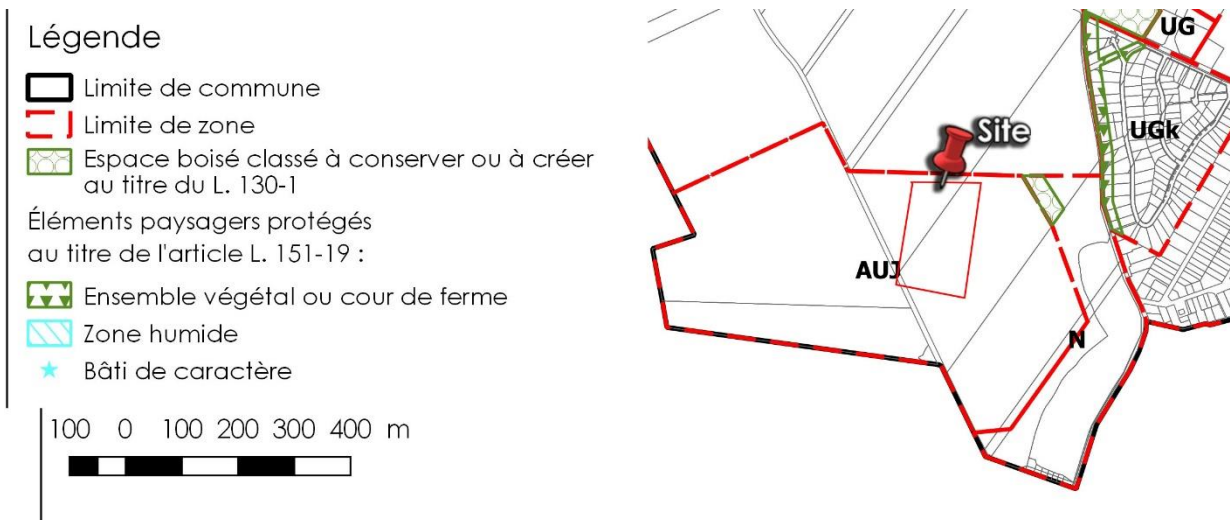 Légende
Limite de commune
Limite de zone
Espace boisé classé à conserver ou à créer
au titre du L. 130-1
Éléments paysagers protégés
au titre de l'article L. 151-19 :
Ensemble végétal ou cour de ferme
Zone humide
Bâti de caractère
100 0 100 200 300 400 m
UG
Site
UGk
AUJ
N